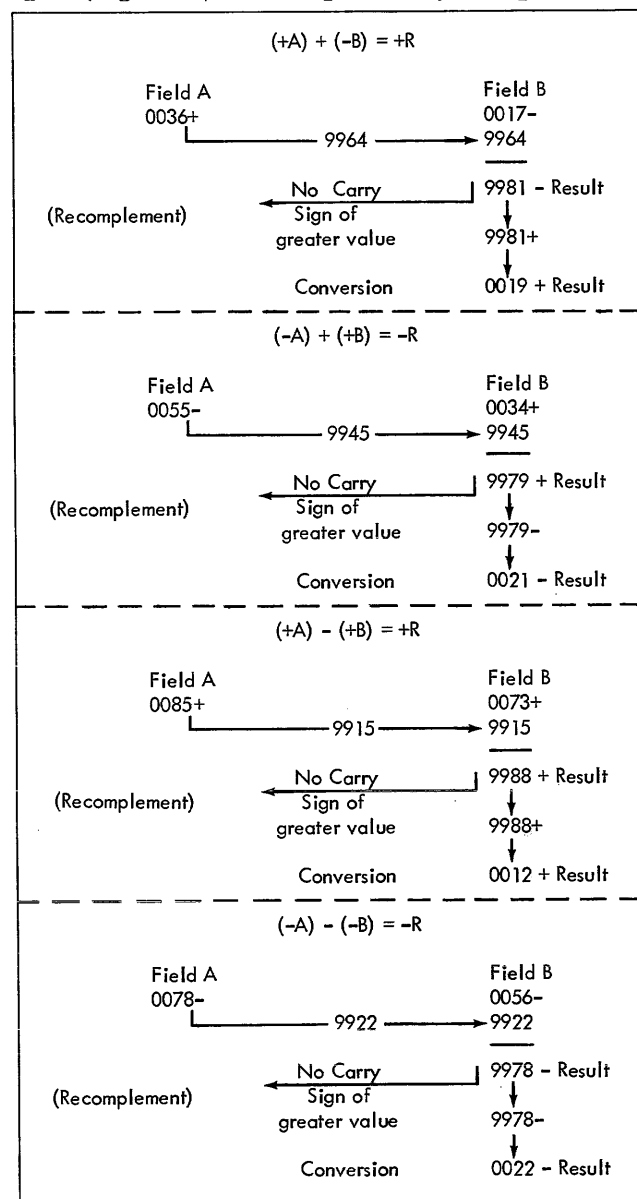 (+A) + (-B) = +R
Field A Field B
0036+ 0017-
9964 9964
No Carry 9981 - Result
(Recomplement) Sign of
greater value 9981+
Conversion 0019 + Result
(-A) + (+B) = -R
Field A Field B
0055- 0034+
9945 9945
No Carry 9979 + Result
(Recomplement) Sign of
greater value 9979-
Conversion 0021 - Result
(+A) - (+B) = +R
Field A Field B
0085+ 0073+
9915 9915
No Carry 9988 + Result
(Recomplement) Sign of
greater value 9988+
Conversion 0012 + Result
(-A) - (-B) = -R
Field A Field B
0078- 0056-
9922 9922
No Carry 9978 - Result
(Recomplement) Sign of
greater value 9978-
Conversion 0022 - Result